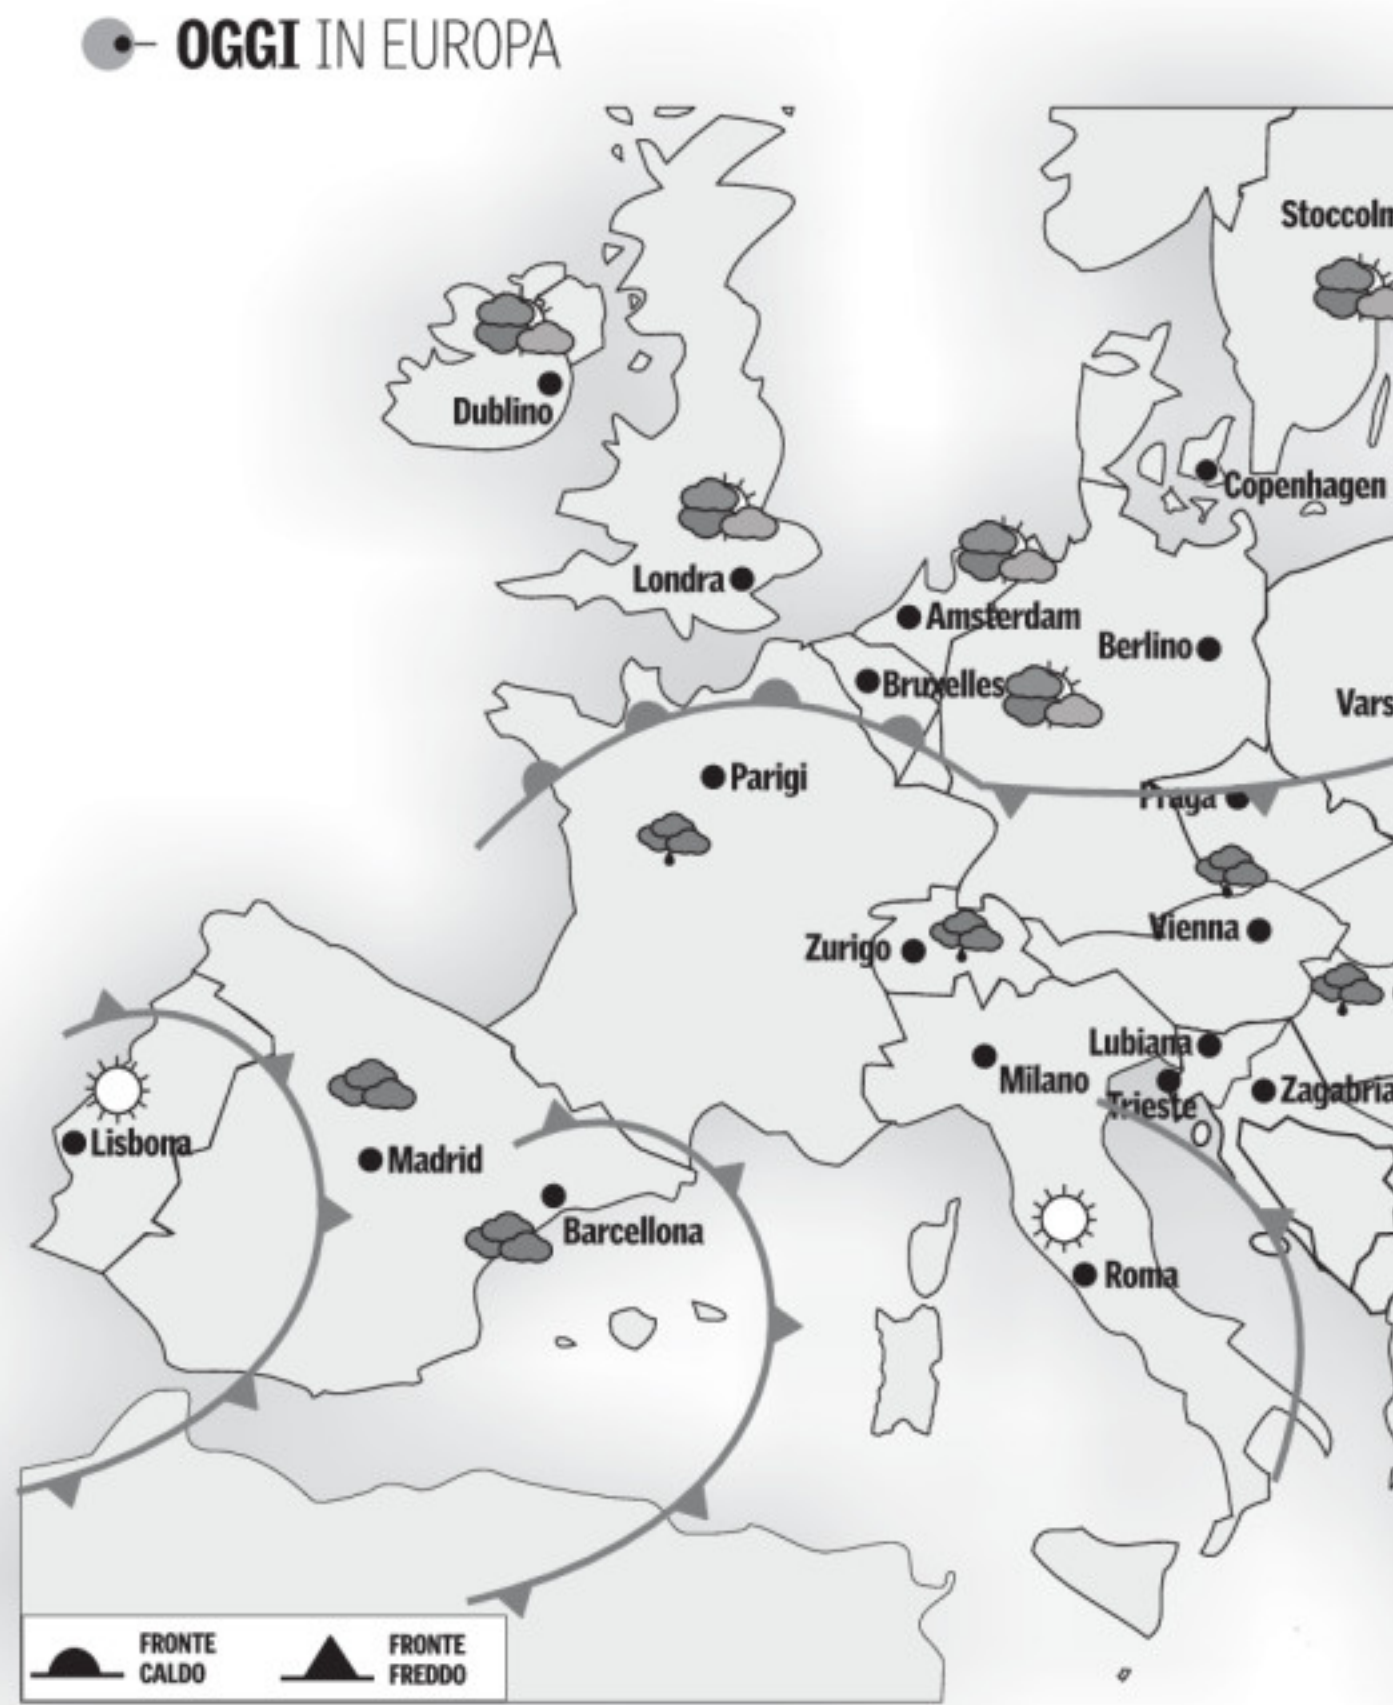 OGGI IN EUROPA
Stoccoln
Dublino
Copenhagen
Londra
Amsterdam
Berlino
Bruxelles
Vars
Parigi
Praga
Vienna
Zurigo
Lubiana
Milano
Trieste
Zagabria
Lisbona
Madrid
Barcellona
Roma
FRONTE
CALDO
FRONTE
FREDDO